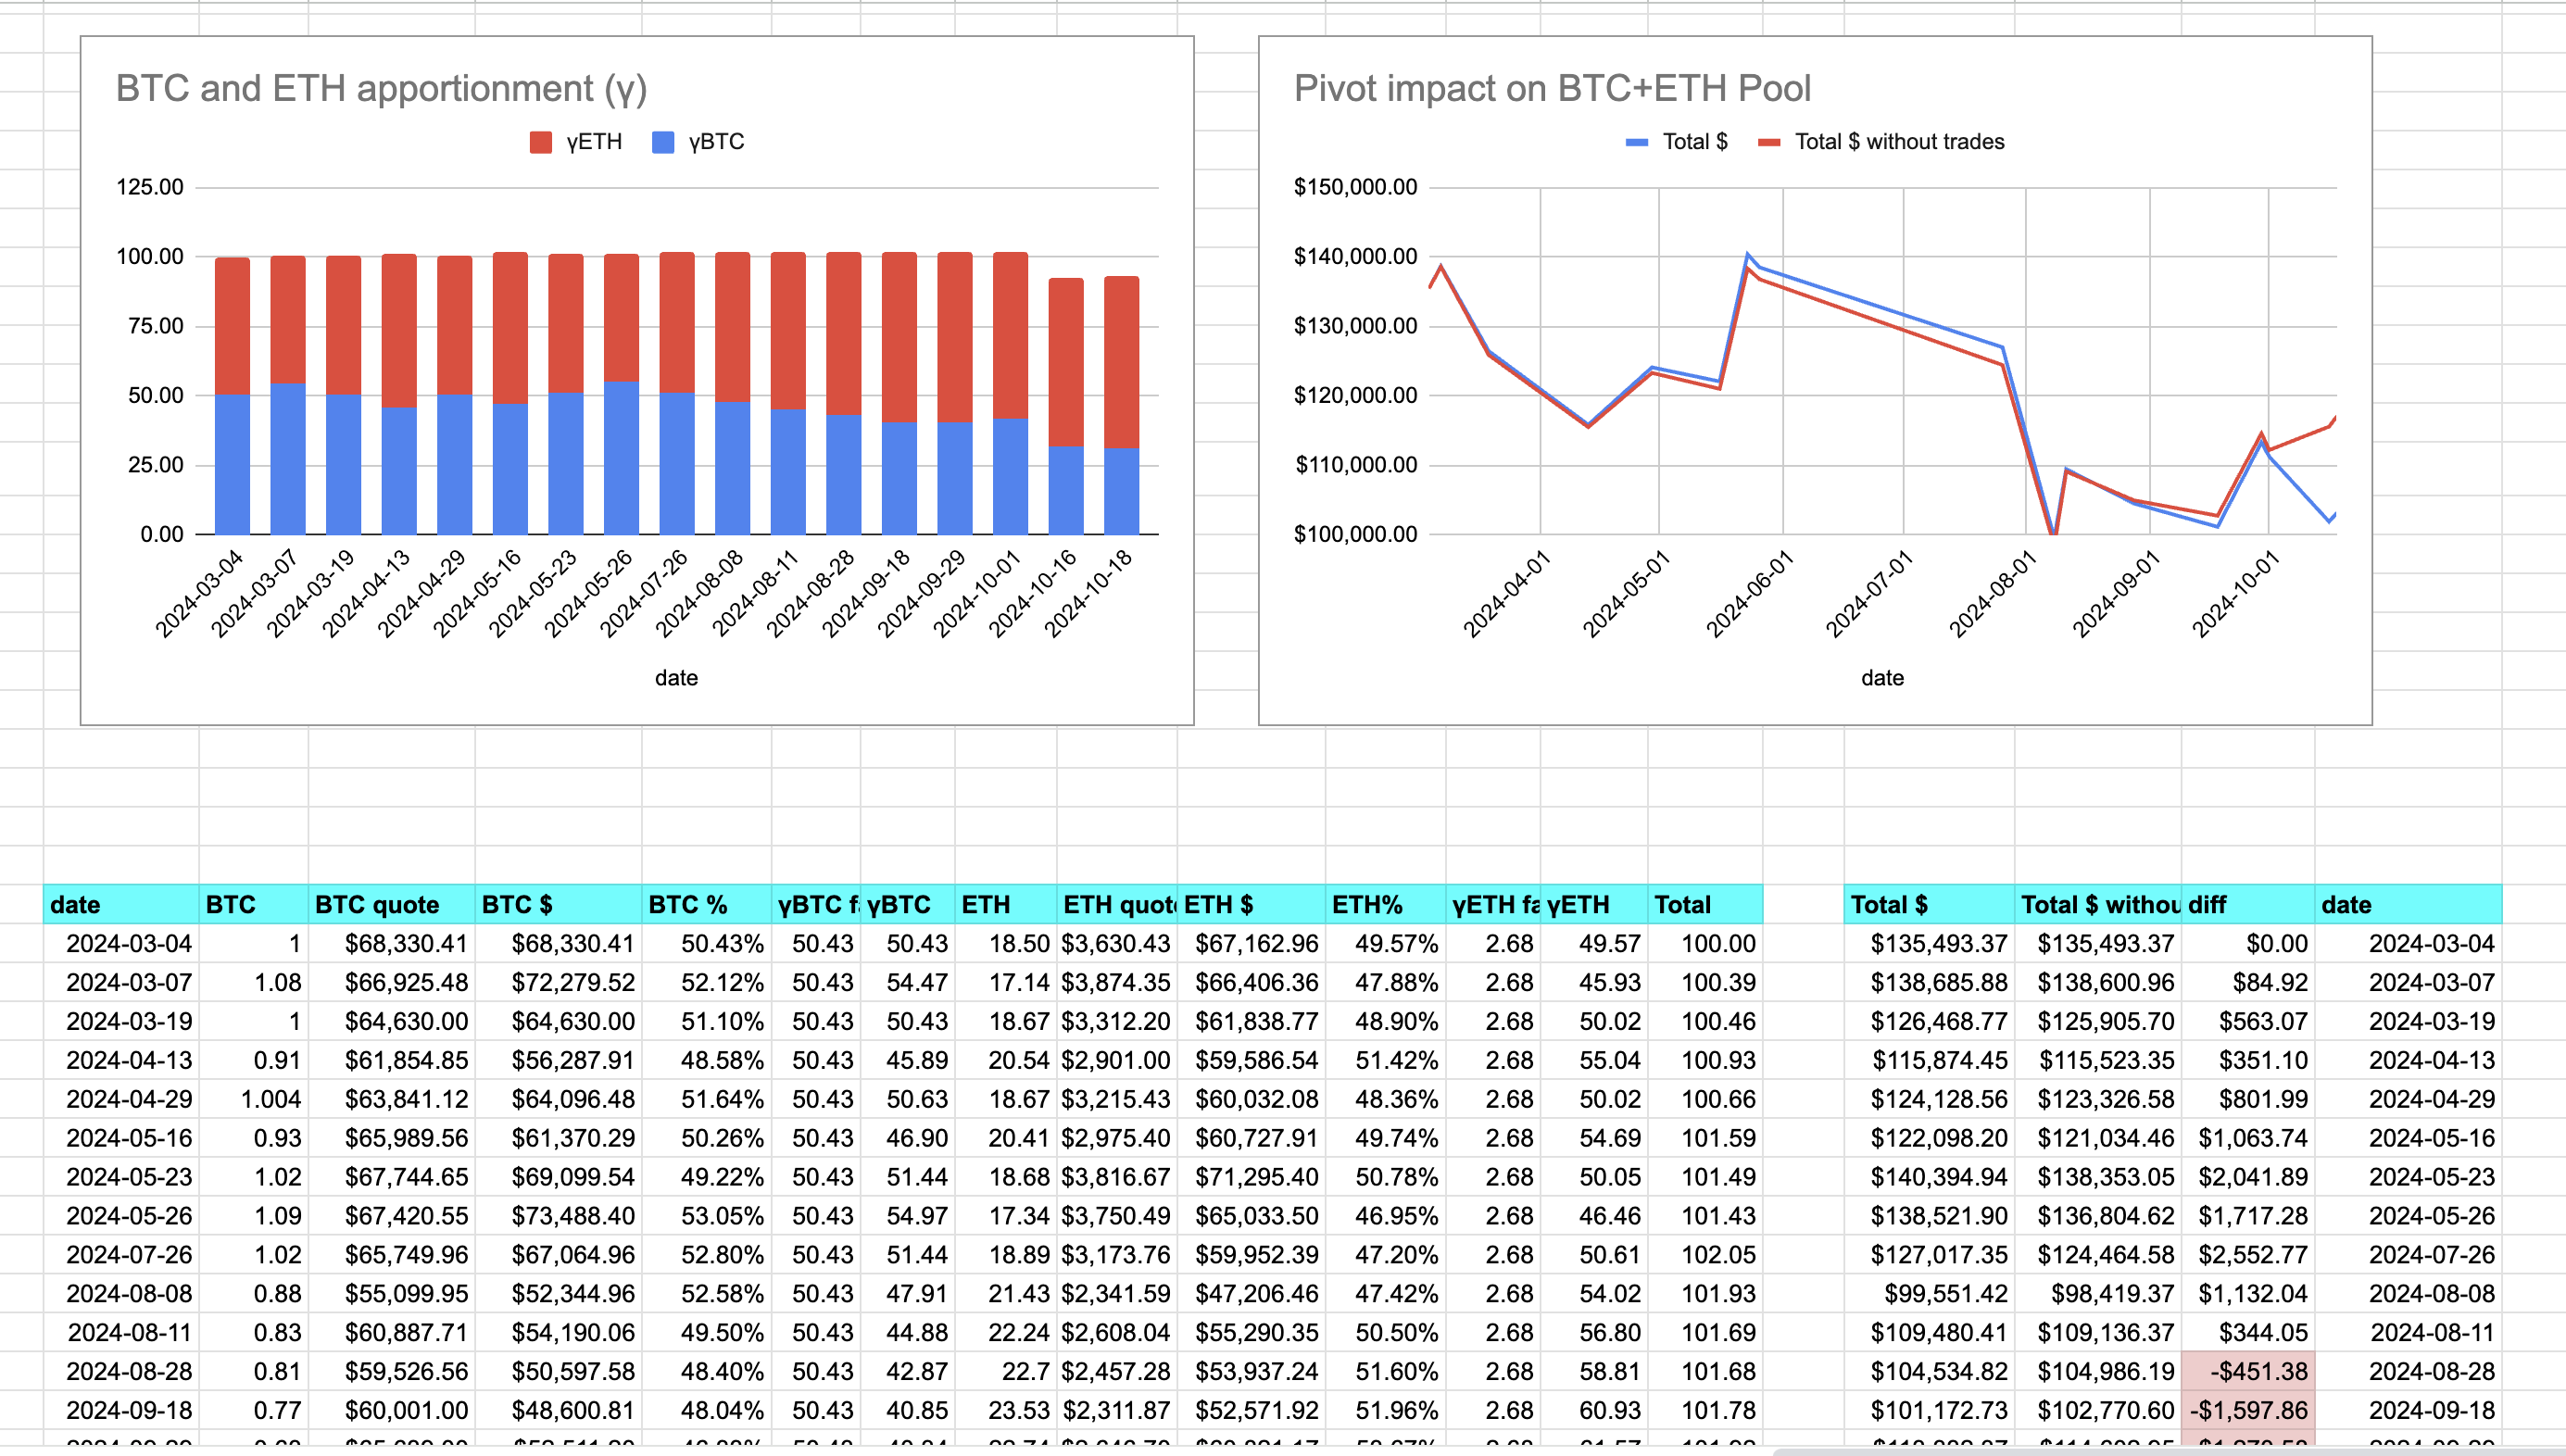 BTC and ETH apportionment (γ)
γETH γBTC
125.00
100.00
75.00
50.00
25.00
0.00
2024-03-04 2024-03-07 2024-03-19 2024-04-13 2024-04-29 2024-05-16 2024-05-23 2024-05-26 2024-07-26 2024-08-08 2024-08-11 2024-08-28 2024-09-18 2024-09-29 2024-10-01 2024-10-16 2024-10-18
date
Pivot impact on BTC+ETH Pool
Total $ Total $ without trades
$150,000.00
$140,000.00
$130,000.00
$120,000.00
$110,000.00
$100,000.00
2024-04-01 2024-05-01 2024-06-01 2024-07-01 2024-08-01 2024-09-01 2024-10-01
date
date BTC BTC quote BTC $ BTC % γBTC f γBTC ETH ETH quot ETH $ ETH% γETH fa γETH Total Total $ Total $ withou diff date
2024-03-04 1 $68,330.41 $68,330.41 50.43% 50.43 50.43 18.50 $3,630.43 $67,162.96 49.57% 2.68 49.57 100.00 $135,493.37 $135,493.37 $0.00 2024-03-04
2024-03-07 1.08 $66,925.48 $72,279.52 52.12% 50.43 54.47 17.14 $3,874.35 $66,406.36 47.88% 2.68 45.93 100.39 $138,685.88 $138,600.96 $84.92 2024-03-07
2024-03-19 1 $64,630.00 $64,630.00 51.10% 50.43 50.43 18.67 $3,312.20 $61,838.77 48.90% 2.68 50.02 100.46 $126,468.77 $125,905.70 $563.07 2024-03-19
2024-04-13 0.91 $61,854.85 $56,287.91 48.58% 50.43 45.89 20.54 $2,901.00 $59,586.54 51.42% 2.68 55.04 100.93 $115,874.45 $115,523.35 $351.10 2024-04-13
2024-04-29 1.004 $63,841.12 $64,096.48 51.64% 50.43 50.63 18.67 $3,215.43 $60,032.08 48.36% 2.68 50.02 100.66 $124,128.56 $123,326.58 $801.99 2024-04-29
2024-05-16 0.93 $65,989.56 $61,370.29 50.26% 50.43 46.90 20.41 $2,975.40 $60,727.91 49.74% 2.68 54.69 101.59 $122,098.20 $121,034.46 $1,063.74 2024-05-16
2024-05-23 1.02 $67,744.65 $69,099.54 49.22% 50.43 51.44 18.68 $3,816.67 $71,295.40 50.78% 2.68 50.05 101.49 $140,394.94 $138,353.05 $2,041.89 2024-05-23
2024-05-26 1.09 $67,420.55 $73,488.40 53.05% 50.43 54.97 17.34 $3,750.49 $65,033.50 46.95% 2.68 46.46 101.43 $138,521.90 $136,804.62 $1,717.28 2024-05-26
2024-07-26 1.02 $65,749.96 $67,064.96 52.80% 50.43 51.44 18.89 $3,173.76 $59,952.39 47.20% 2.68 50.61 102.05 $127,017.35 $124,464.58 $2,552.77 2024-07-26
2024-08-08 0.88 $55,099.95 $52,344.96 52.58% 50.43 47.91 21.43 $2,341.59 $47,206.46 47.42% 2.68 54.02 101.93 $99,551.42 $98,419.37 $1,132.04 2024-08-08
2024-08-11 0.83 $60,887.71 $54,190.06 49.50% 50.43 44.88 22.24 $2,608.04 $55,290.35 50.50% 2.68 56.80 101.69 $109,480.41 $109,136.37 $344.05 2024-08-11
2024-08-28 0.81 $59,526.56 $50,597.58 48.40% 50.43 42.87 22.7 $2,457.28 $53,937.24 51.60% 2.68 58.81 101.68 $104,534.82 $104,986.19 -$451.38 2024-08-28
2024-09-18 0.77 $60,001.00 $48,600.81 48.04% 50.43 40.85 23.53 $2,311.87 $52,571.92 51.96% 2.68 60.93 101.78 $101,172.73 $102,770.60 -$1,597.86 2024-09-18